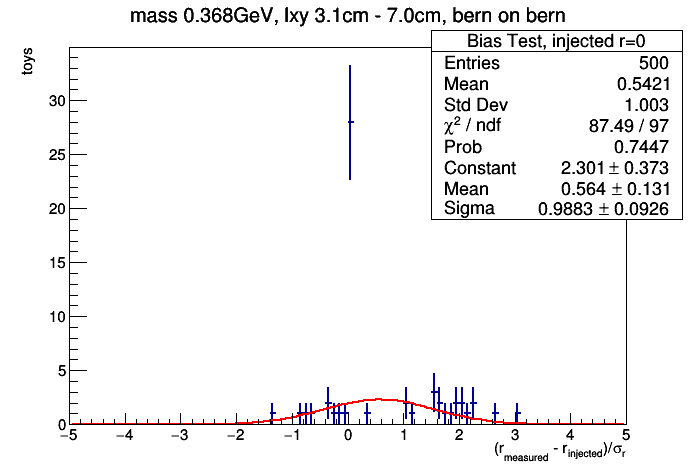 mass 0.368GeV, lxy 3.1cm - 7.0cm, bern on bern
toys
Bias Test, injected r=0
Entries 500
Mean 0.5421
Std Dev 1.003
χ² / ndf 87.49 / 97
Prob 0.7447
Constant 2.301 ± 0.373
Mean 0.564 ± 0.131
Sigma 0.9883 ± 0.0926
30
25
20
15
10
5
0
−5 −4 −3 −2 −1 0 1 2 3 4 5
(r_measured - r_injected)/σ_r